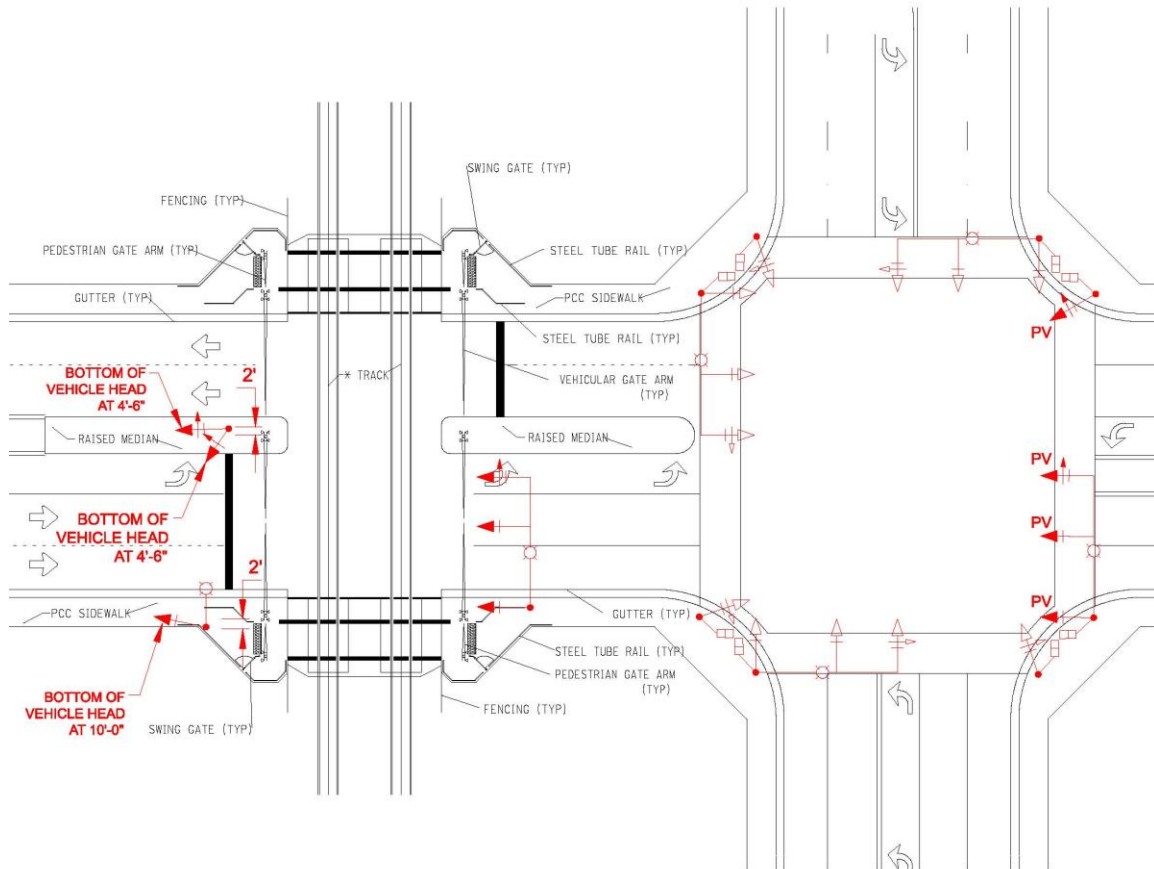 SWING GATE (TYP)
FENCING (TYP)
PEDESTRIAN GATE ARM (TYP)
STEEL TUBE RAIL (TYP)
GUTTER (TYP)
PCC SIDEWALK
PV
STEEL TUBE RAIL (TYP)
BOTTOM OF
VEHICLE HEAD
AT 4'-6"
2'
* TRACK
VEHICULAR GATE ARM
(TYP)
RAISED MEDIAN
RAISED MEDIAN
PV
BOTTOM OF
VEHICLE HEAD
AT 4'-6"
PV
2'
PCC SIDEWALK
GUTTER (TYP)
PV
STEEL TUBE RAIL (TYP)
PEDESTRIAN GATE ARM
(TYP)
BOTTOM OF
VEHICLE HEAD
AT 10'-0"
FENCING (TYP)
SWING GATE (TYP)